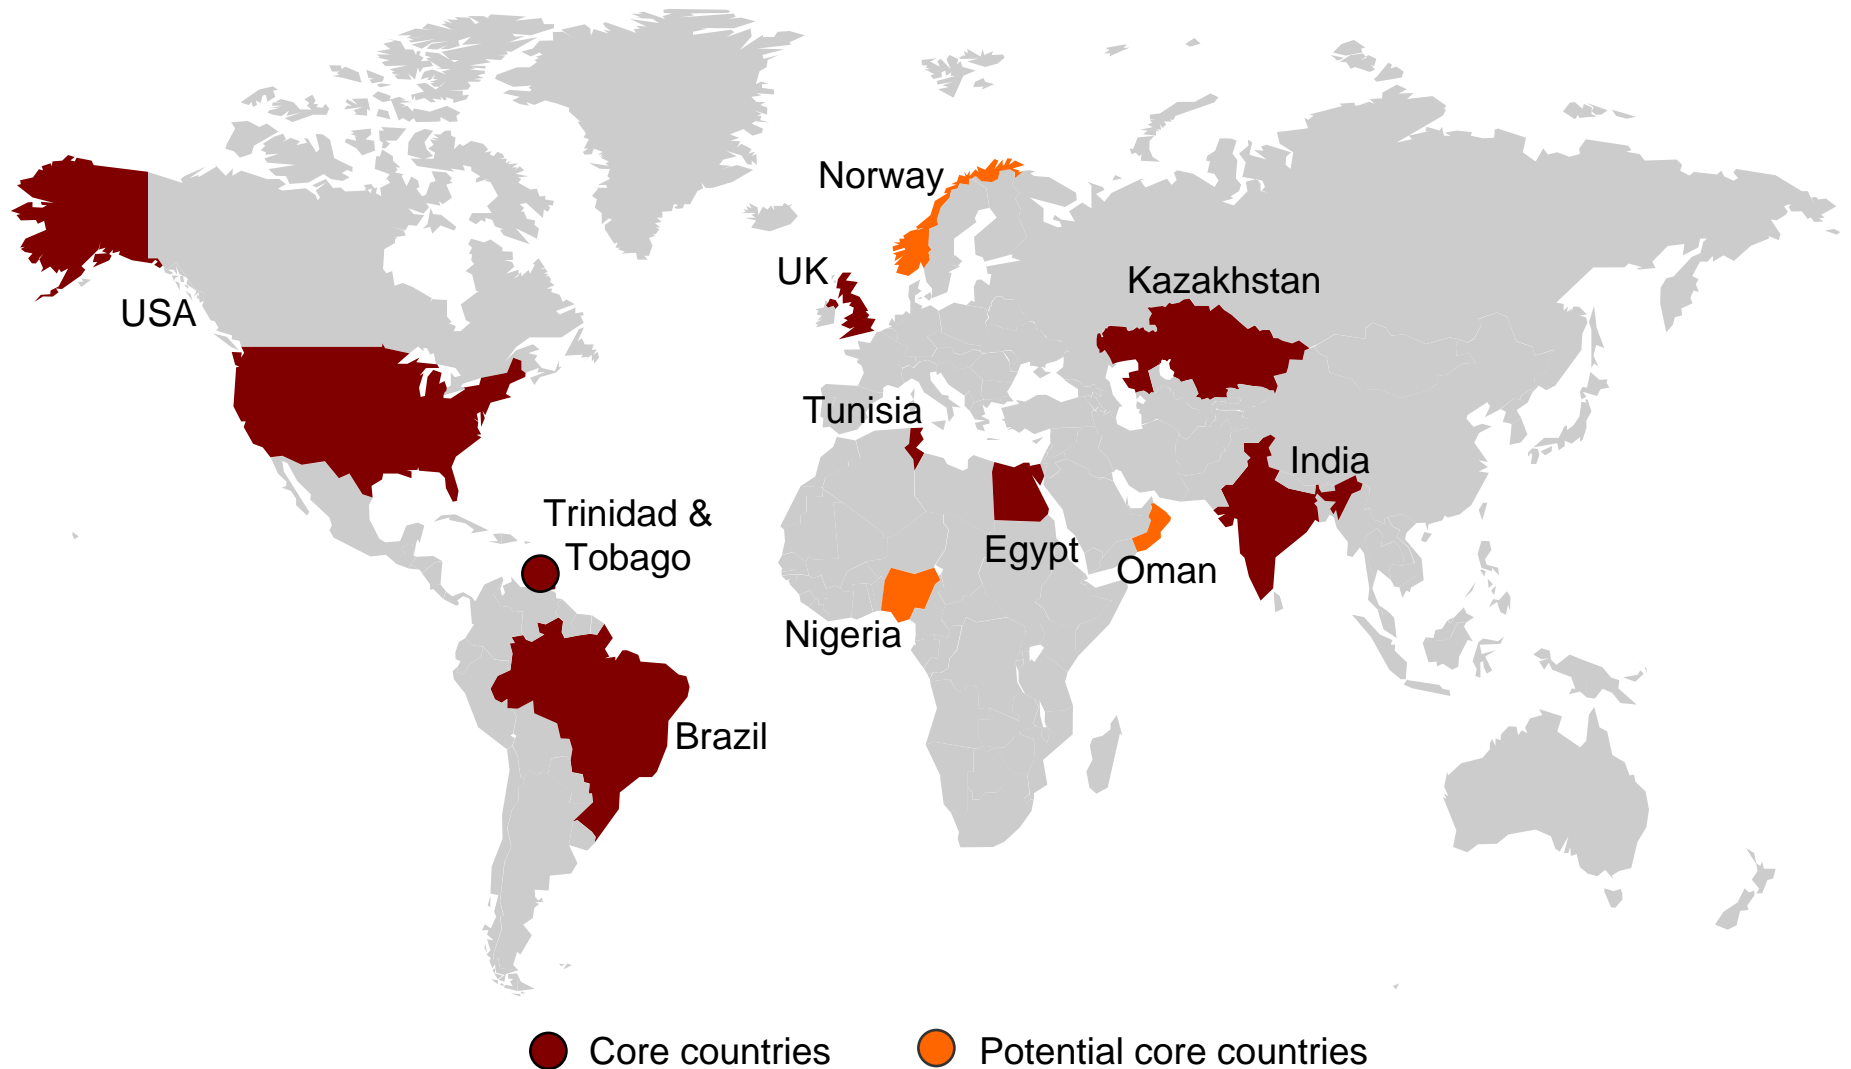 Norway
UK
Kazakhstan
USA
Tunisia
India
Trinidad &
Tobago
Egypt
Oman
Nigeria
Brazil
Core countries
Potential core countries